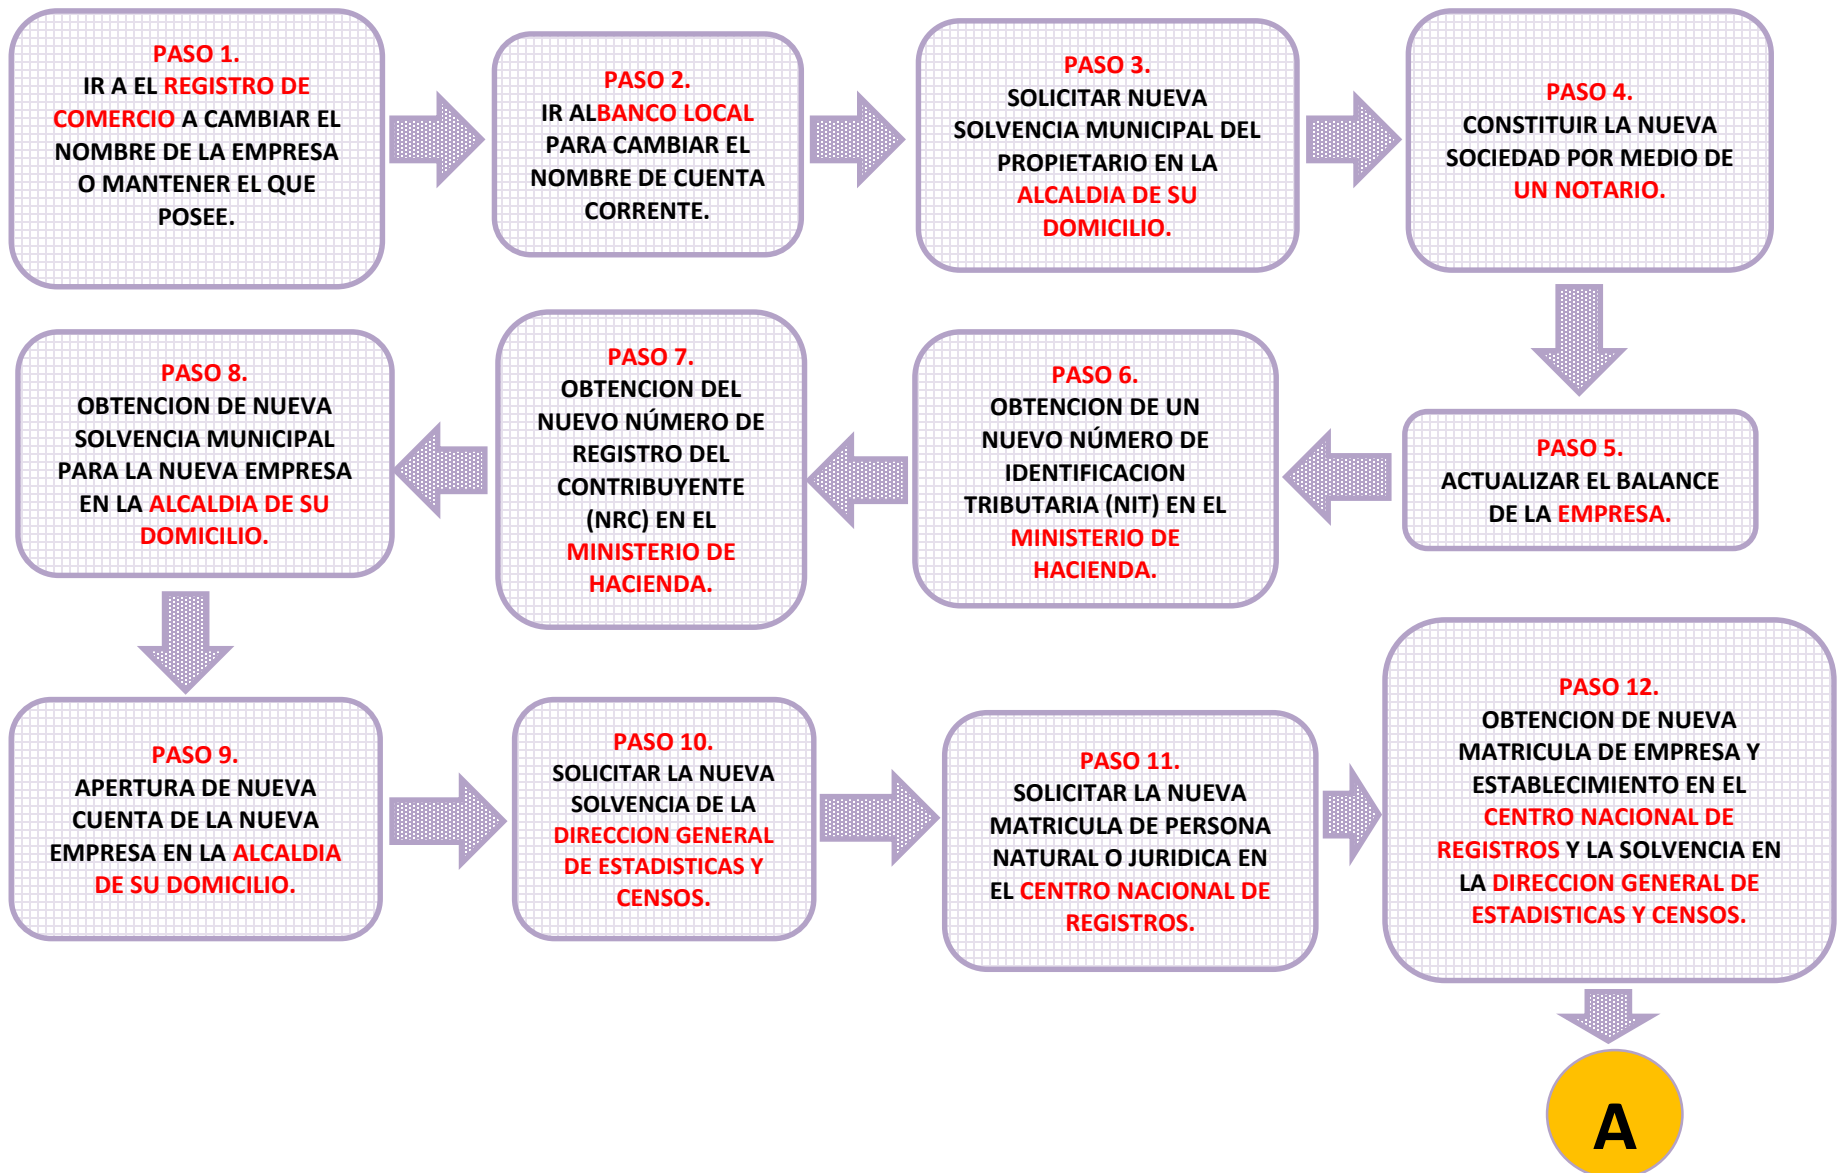 PASO 1.
IR A EL REGISTRO DE
COMERCIO A CAMBIAR EL
NOMBRE DE LA EMPRESA
O MANTENER EL QUE
POSEE.
PASO 2.
IR ALBANCO LOCAL
PARA CAMBIAR EL
NOMBRE DE CUENTA
CORRENTE.
PASO 3.
SOLICITAR NUEVA
SOLVENCIA MUNICIPAL DEL
PROPIETARIO EN LA
ALCALDIA DE SU
DOMICILIO.
PASO 4.
CONSTITUIR LA NUEVA
SOCIEDAD POR MEDIO DE
UN NOTARIO.
PASO 5.
ACTUALIZAR EL BALANCE
DE LA EMPRESA.
PASO 6.
OBTENCION DE UN
NUEVO NÚMERO DE
IDENTIFICACION
TRIBUTARIA (NIT) EN EL
MINISTERIO DE
HACIENDA.
PASO 7.
OBTENCION DEL
NUEVO NÚMERO DE
REGISTRO DEL
CONTRIBUYENTE
(NRC) EN EL
MINISTERIO DE
HACIENDA.
PASO 8.
OBTENCION DE NUEVA
SOLVENCIA MUNICIPAL
PARA LA NUEVA EMPRESA
EN LA ALCALDIA DE SU
DOMICILIO.
PASO 9.
APERTURA DE NUEVA
CUENTA DE LA NUEVA
EMPRESA EN LA ALCALDIA
DE SU DOMICILIO.
PASO 10.
SOLICITAR LA NUEVA
SOLVENCIA DE LA
DIRECCION GENERAL
DE ESTADISTICAS Y
CENSOS.
PASO 11.
SOLICITAR LA NUEVA
MATRICULA DE PERSONA
NATURAL O JURIDICA EN
EL CENTRO NACIONAL DE
REGISTROS.
PASO 12.
OBTENCION DE NUEVA
MATRICULA DE EMPRESA Y
ESTABLECIMIENTO EN EL
CENTRO NACIONAL DE
REGISTROS Y LA SOLVENCIA EN
LA DIRECCION GENERAL DE
ESTADISTICAS Y CENSOS.
A